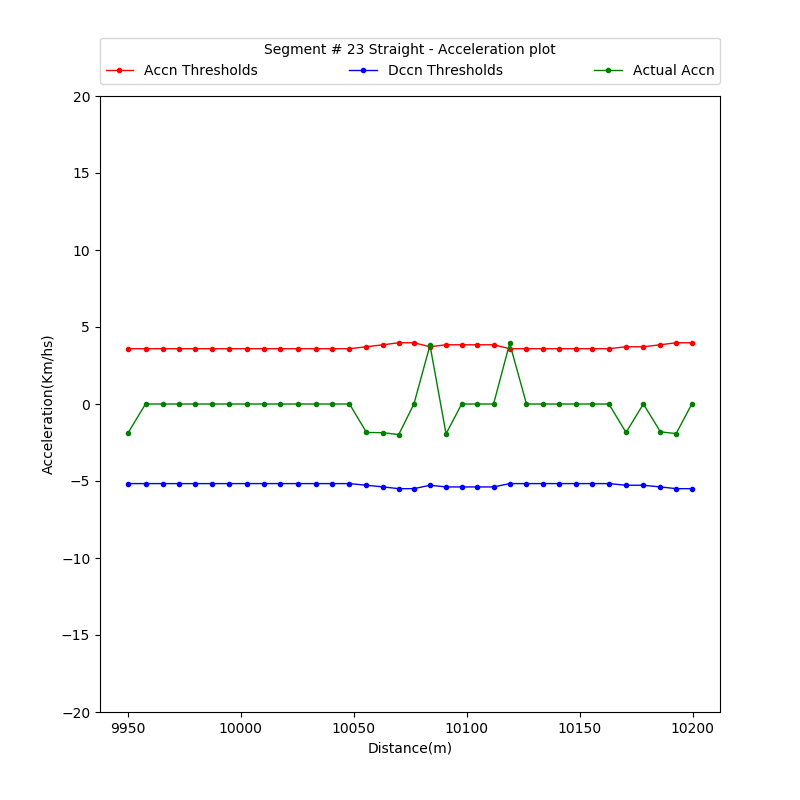 Segment # 23 Straight - Acceleration plot
Accn Thresholds Dccn Thresholds Actual Accn
20
15
10
5
0
−5
−10
−15
−20
Acceleration(Km/hs)
9950 10000 10050 10100 10150 10200
Distance(m)